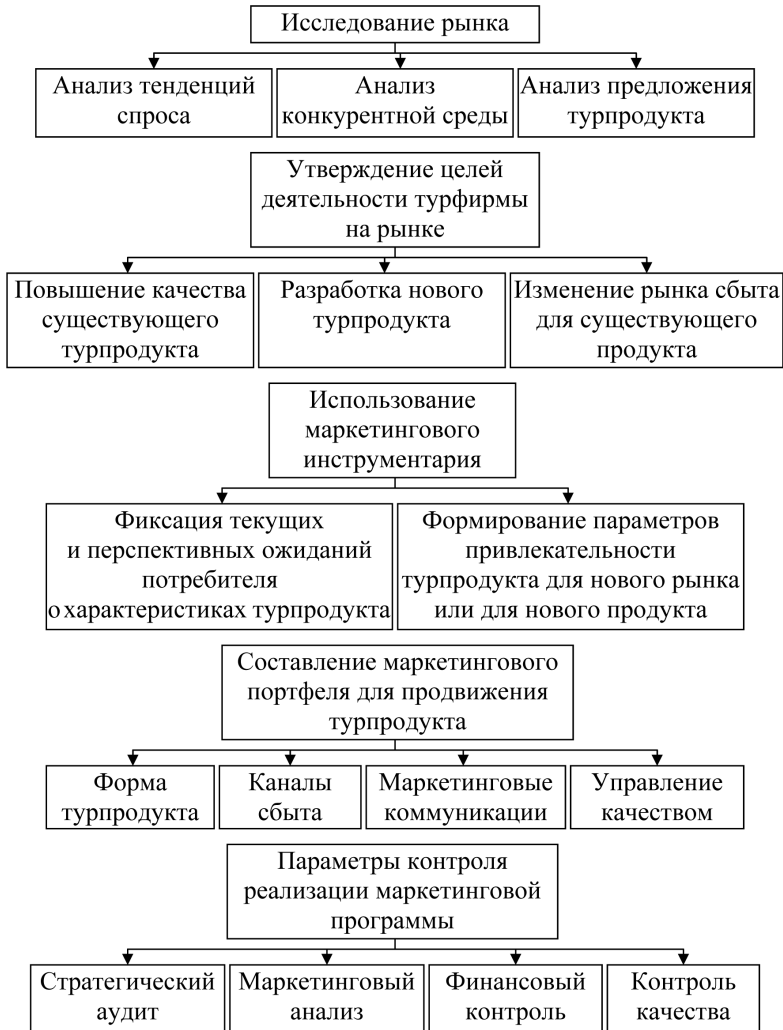 Исследование рынка
Анализ тенденций
спроса
Анализ
конкурентной среды
Анализ предложения
турпродукта
Утверждение целей
деятельности турфирмы
на рынке
Повышение качества
существующего
турпродукта
Разработка нового
турпродукта
Изменение рынка сбыта
для существующего
продукта
Использование
маркетингового
инструментария
Фиксация текущих
и перспективных ожиданий
потребителя
о характеристиках турпродукта
Формирование параметров
привлекательности
турпродукта для нового рынка
или для нового продукта
Составление маркетингового
портфеля для продвижения
турпродукта
Форма
турпродукта
Каналы
сбыта
Маркетинговые
коммуникации
Управление
качеством
Параметры контроля
реализации маркетинговой
программы
Стратегический
аудит
Маркетинговый
анализ
Финансовый
контроль
Контроль
качества